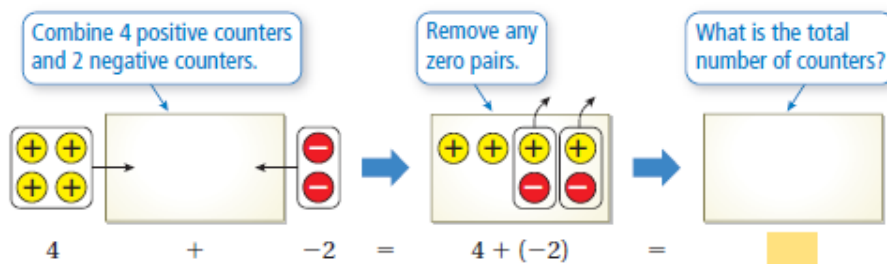 Combine 4 positive counters
and 2 negative counters.
Remove any
zero pairs.
What is the total
number of counters?
+ +
+ +
−
−
+ + + +
− −
4 + −2 = 4 + (−2) =